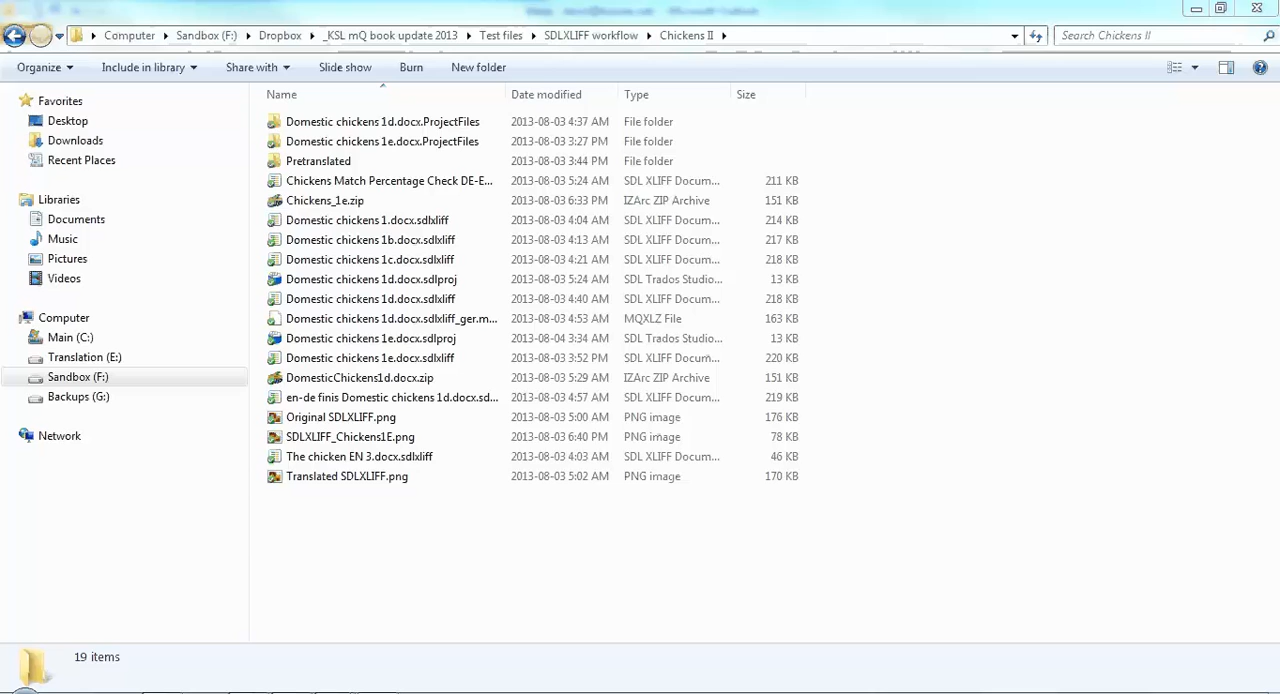 Computer Sandbox (F:) Dropbox _KSL mQ book update 2013 Test files SDLXLIFF workflow Chickens II Search Chickens II
Organize Include in library Share with Slide show Burn New folder
Favorites
Desktop
Downloads
Recent Places
Libraries
Documents
Music
Pictures
Videos
Computer
Main (C:)
Translation (E:)
Sandbox (F:)
Backups (G:)
Network
Name Date modified Type Size
Domestic chickens 1d.docx.ProjectFiles 2013-08-03 4:37 AM File folder
Domestic chickens 1e.docx.ProjectFiles 2013-08-03 3:27 PM File folder
Pretranslated 2013-08-03 3:44 PM File folder
Chickens Match Percentage Check DE-E... 2013-08-03 5:24 AM SDL XLIFF Docum... 211 KB
Chickens_1e.zip 2013-08-03 6:33 PM IZArc ZIP Archive 151 KB
Domestic chickens 1.docx.sdlxliff 2013-08-03 4:04 AM SDL XLIFF Docum... 214 KB
Domestic chickens 1b.docx.sdlxliff 2013-08-03 4:13 AM SDL XLIFF Docum... 217 KB
Domestic chickens 1c.docx.sdlxliff 2013-08-03 4:21 AM SDL XLIFF Docum... 218 KB
Domestic chickens 1d.docx.sdlproj 2013-08-03 5:24 AM SDL Trados Studio... 13 KB
Domestic chickens 1d.docx.sdlxliff 2013-08-03 4:40 AM SDL XLIFF Docum... 218 KB
Domestic chickens 1d.docx.sdlxliff_ger.m... 2013-08-03 4:53 AM MQXLZ File 163 KB
Domestic chickens 1e.docx.sdlproj 2013-08-04 3:34 AM SDL Trados Studio... 13 KB
Domestic chickens 1e.docx.sdlxliff 2013-08-03 3:52 PM SDL XLIFF Docum... 220 KB
DomesticChickens1d.docx.zip 2013-08-03 5:29 AM IZArc ZIP Archive 151 KB
en-de finis Domestic chickens 1d.docx.sd... 2013-08-03 4:57 AM SDL XLIFF Docum... 219 KB
Original SDLXLIFF.png 2013-08-03 5:00 AM PNG image 176 KB
SDLXLIFF_Chickens1E.png 2013-08-03 6:40 PM PNG image 78 KB
The chicken EN 3.docx.sdlxliff 2013-08-03 4:03 AM SDL XLIFF Docum... 46 KB
Translated SDLXLIFF.png 2013-08-03 5:02 AM PNG image 170 KB
19 items